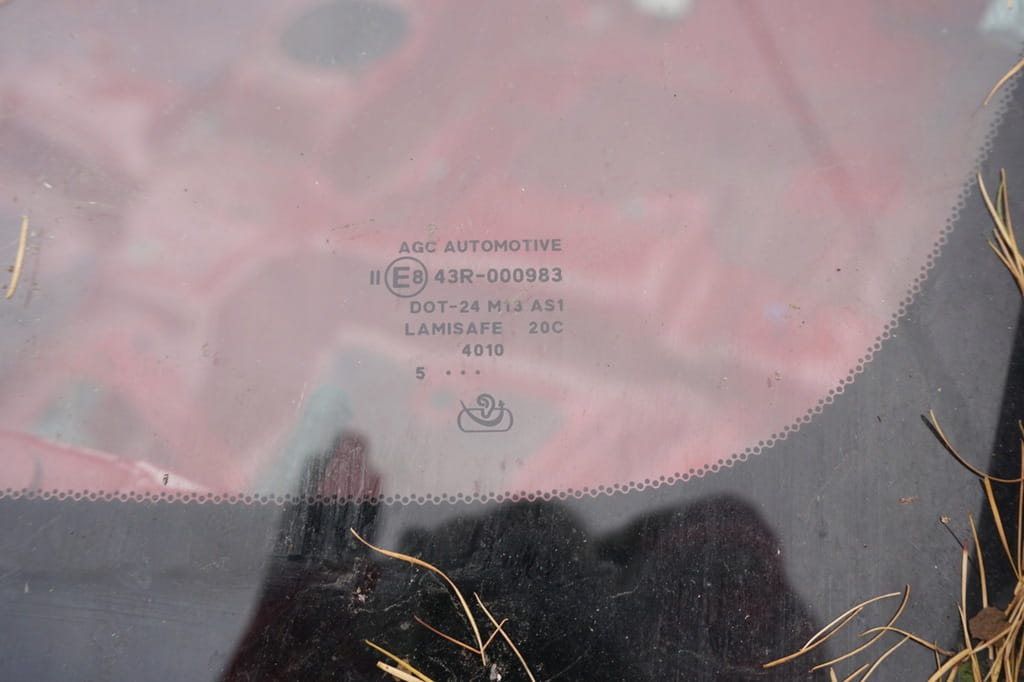 AGC AUTOMOTIVE
II E8 43R-000983
DOT-24 M13 AS1
LAMISAFE 20C
4010
5 ...